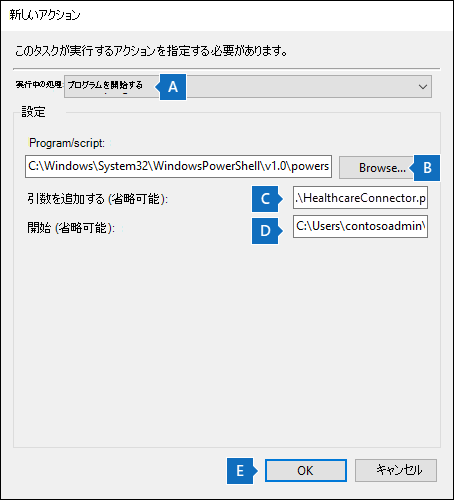 新しいアクション
このタスクが実行するアクションを指定する必要があります。
実行中の処理: プログラムを開始する A
設定
Program/script:
C:\Windows\System32\WindowsPowerShell\v1.0\powers Browse... B
引数を追加する (省略可能): C .\HealthcareConnector.p
開始 (省略可能): D C:\Users\contosoadmin\
E OK キャンセル